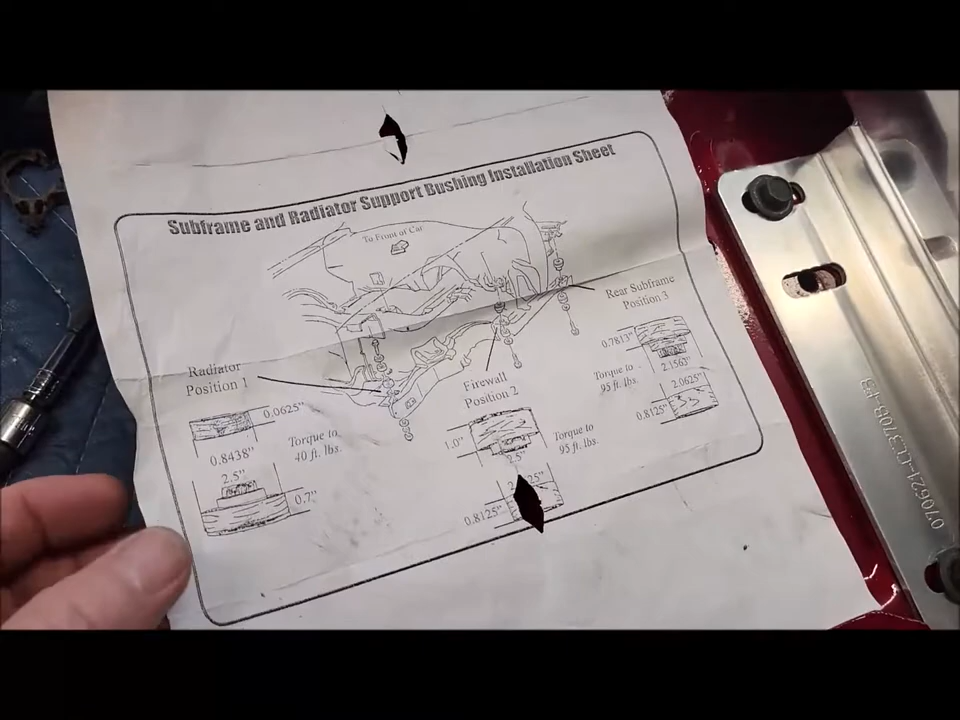 Subframe and Radiator Support Bushing Installation Sheet
To Front of Car
Rear Subframe
Position 3
Radiator
Position 1
Firewall
Position 2
0.0625"
0.8438"
2.5"
0.7"
Torque to
40 ft. lbs.
1.0"
2.5"
0.8125"
Torque to
95 ft. lbs.
0.7813"
2.1563"
Torque to
95 ft. lbs.
2.0625"
0.8125"